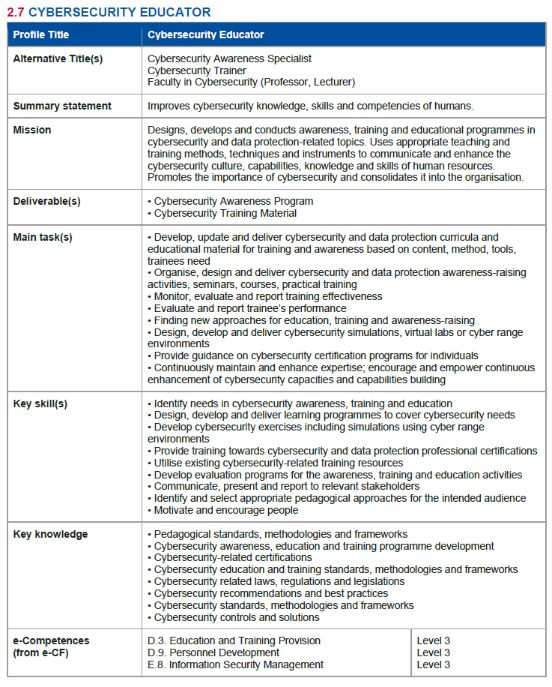 2.7 CYBERSECURITY EDUCATOR
Profile Title Cybersecurity Educator
Alternative Title(s) Cybersecurity Awareness Specialist
Cybersecurity Trainer
Faculty in Cybersecurity (Professor, Lecturer)
Summary statement Improves cybersecurity knowledge, skills and competencies of humans.
Mission Designs, develops and conducts awareness, training and educational programmes in
cybersecurity and data protection-related topics. Uses appropriate teaching and
training methods, techniques and instruments to communicate and enhance the
cybersecurity culture, capabilities, knowledge and skills of human resources.
Promotes the importance of cybersecurity and consolidates it into the organisation.
Deliverable(s) • Cybersecurity Awareness Program
• Cybersecurity Training Material
Main task(s) • Develop, update and deliver cybersecurity and data protection curricula and
educational material for training and awareness based on content, method, tools,
trainees need
• Organise, design and deliver cybersecurity and data protection awareness-raising
activities, seminars, courses, practical training
• Monitor, evaluate and report training effectiveness
• Evaluate and report trainee's performance
• Finding new approaches for education, training and awareness-raising
• Design, develop and deliver cybersecurity simulations, virtual labs or cyber range
environments
• Provide guidance on cybersecurity certification programs for individuals
• Continuously maintain and enhance expertise; encourage and empower continuous
enhancement of cybersecurity capacities and capabilities building
Key skill(s) • Identify needs in cybersecurity awareness, training and education
• Design, develop and deliver learning programmes to cover cybersecurity needs
• Develop cybersecurity exercises including simulations using cyber range
environments
• Provide training towards cybersecurity and data protection professional certifications
• Utilise existing cybersecurity-related training resources
• Develop evaluation programs for the awareness, training and education activities
• Communicate, present and report to relevant stakeholders
• Identify and select appropriate pedagogical approaches for the intended audience
• Motivate and encourage people
Key knowledge • Pedagogical standards, methodologies and frameworks
• Cybersecurity awareness, education and training programme development
• Cybersecurity-related certifications
• Cybersecurity education and training standards, methodologies and frameworks
• Cybersecurity related laws, regulations and legislations
• Cybersecurity recommendations and best practices
• Cybersecurity standards, methodologies and frameworks
• Cybersecurity controls and solutions
e-Competences D.3. Education and Training Provision Level 3
(from e-CF) D.9. Personnel Development Level 3
E.8. Information Security Management Level 3